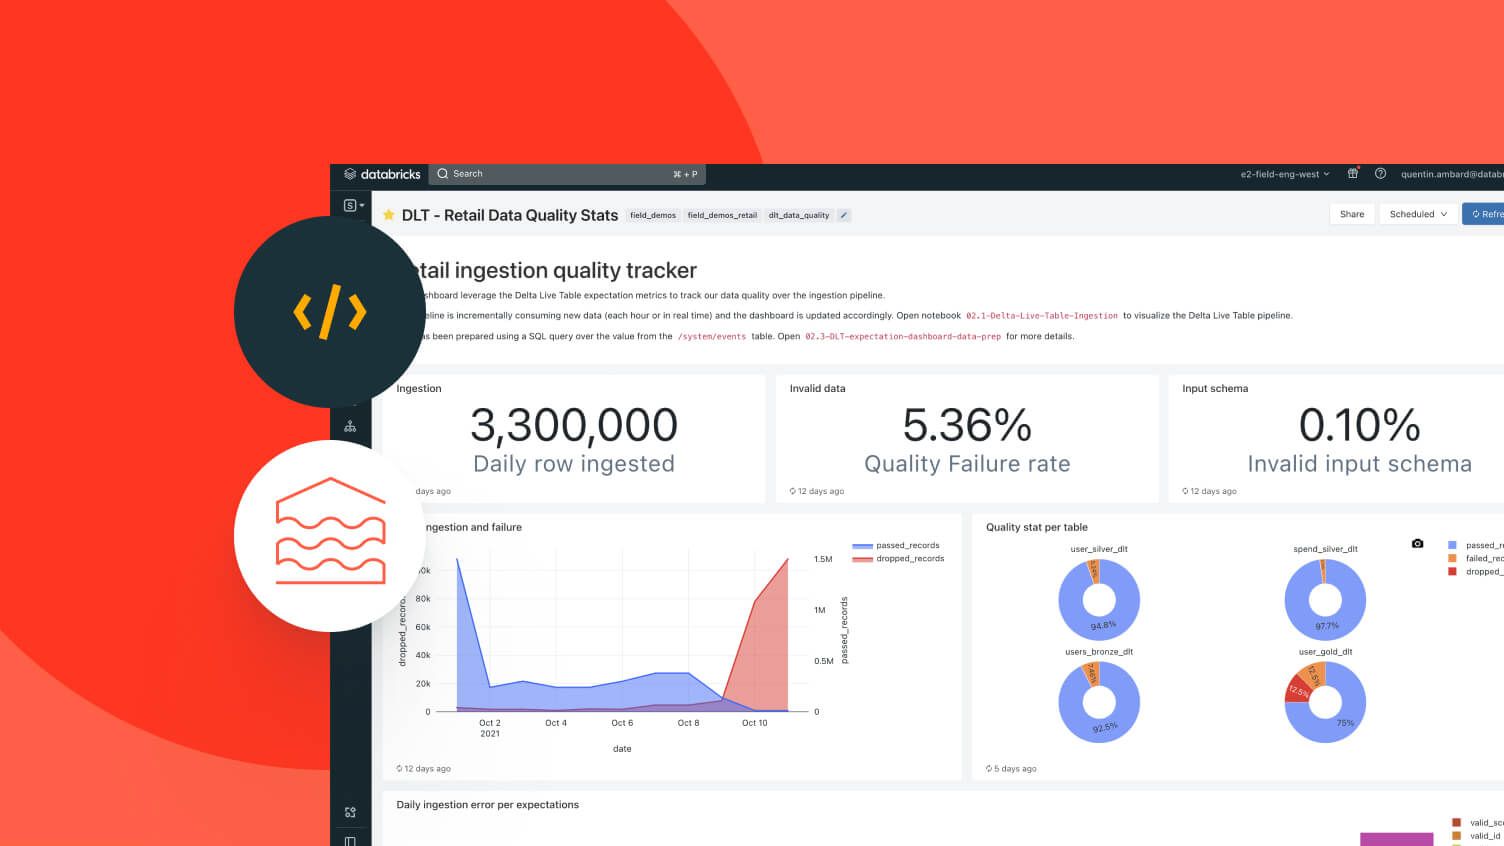 databricks
Search
⌘ + P
e2-field-eng-west
quentin.ambard@datab
S
DLT - Retail Data Quality Stats
field_demos
field_demos_retail
dlt_data_quality
Share
Scheduled
Refre
tail ingestion quality tracker
shboard leverage the Delta Live Table expectation metrics to track our data quality over the ingestion pipeline.
eline is incrementally consuming new data (each hour or in real time) and the dashboard is updated accordingly. Open notebook 02.1-Delta-Live-Table-Ingestion to visualize the Delta Live Table pipeline.
as been prepared using a SQL query over the value from the /system/events table. Open 02.3-DLT-expectation-dashboard-data-prep for more details.
Ingestion
3,300,000
Daily row ingested
days ago
Invalid data
5.36%
Quality Failure rate
12 days ago
Input schema
0.10%
Invalid input schema
12 days ago
ngestion and failure
passed_records
dropped_records
0k
80k
60k
40k
20k
0
dropped_recor
1.5M
1M
0.5M
0
passed_records
Oct 2
2021
Oct 4
Oct 6
Oct 8
Oct 10
date
12 days ago
Quality stat per table
user_silver_dlt
94.8%
spend_silver_dlt
97.7%
users_bronze_dlt
92.5%
user_gold_dlt
12.5%
12.5%
75%
passed_re
failed_rec
dropped_
5 days ago
Daily ingestion error per expectations
valid_sc
valid_id